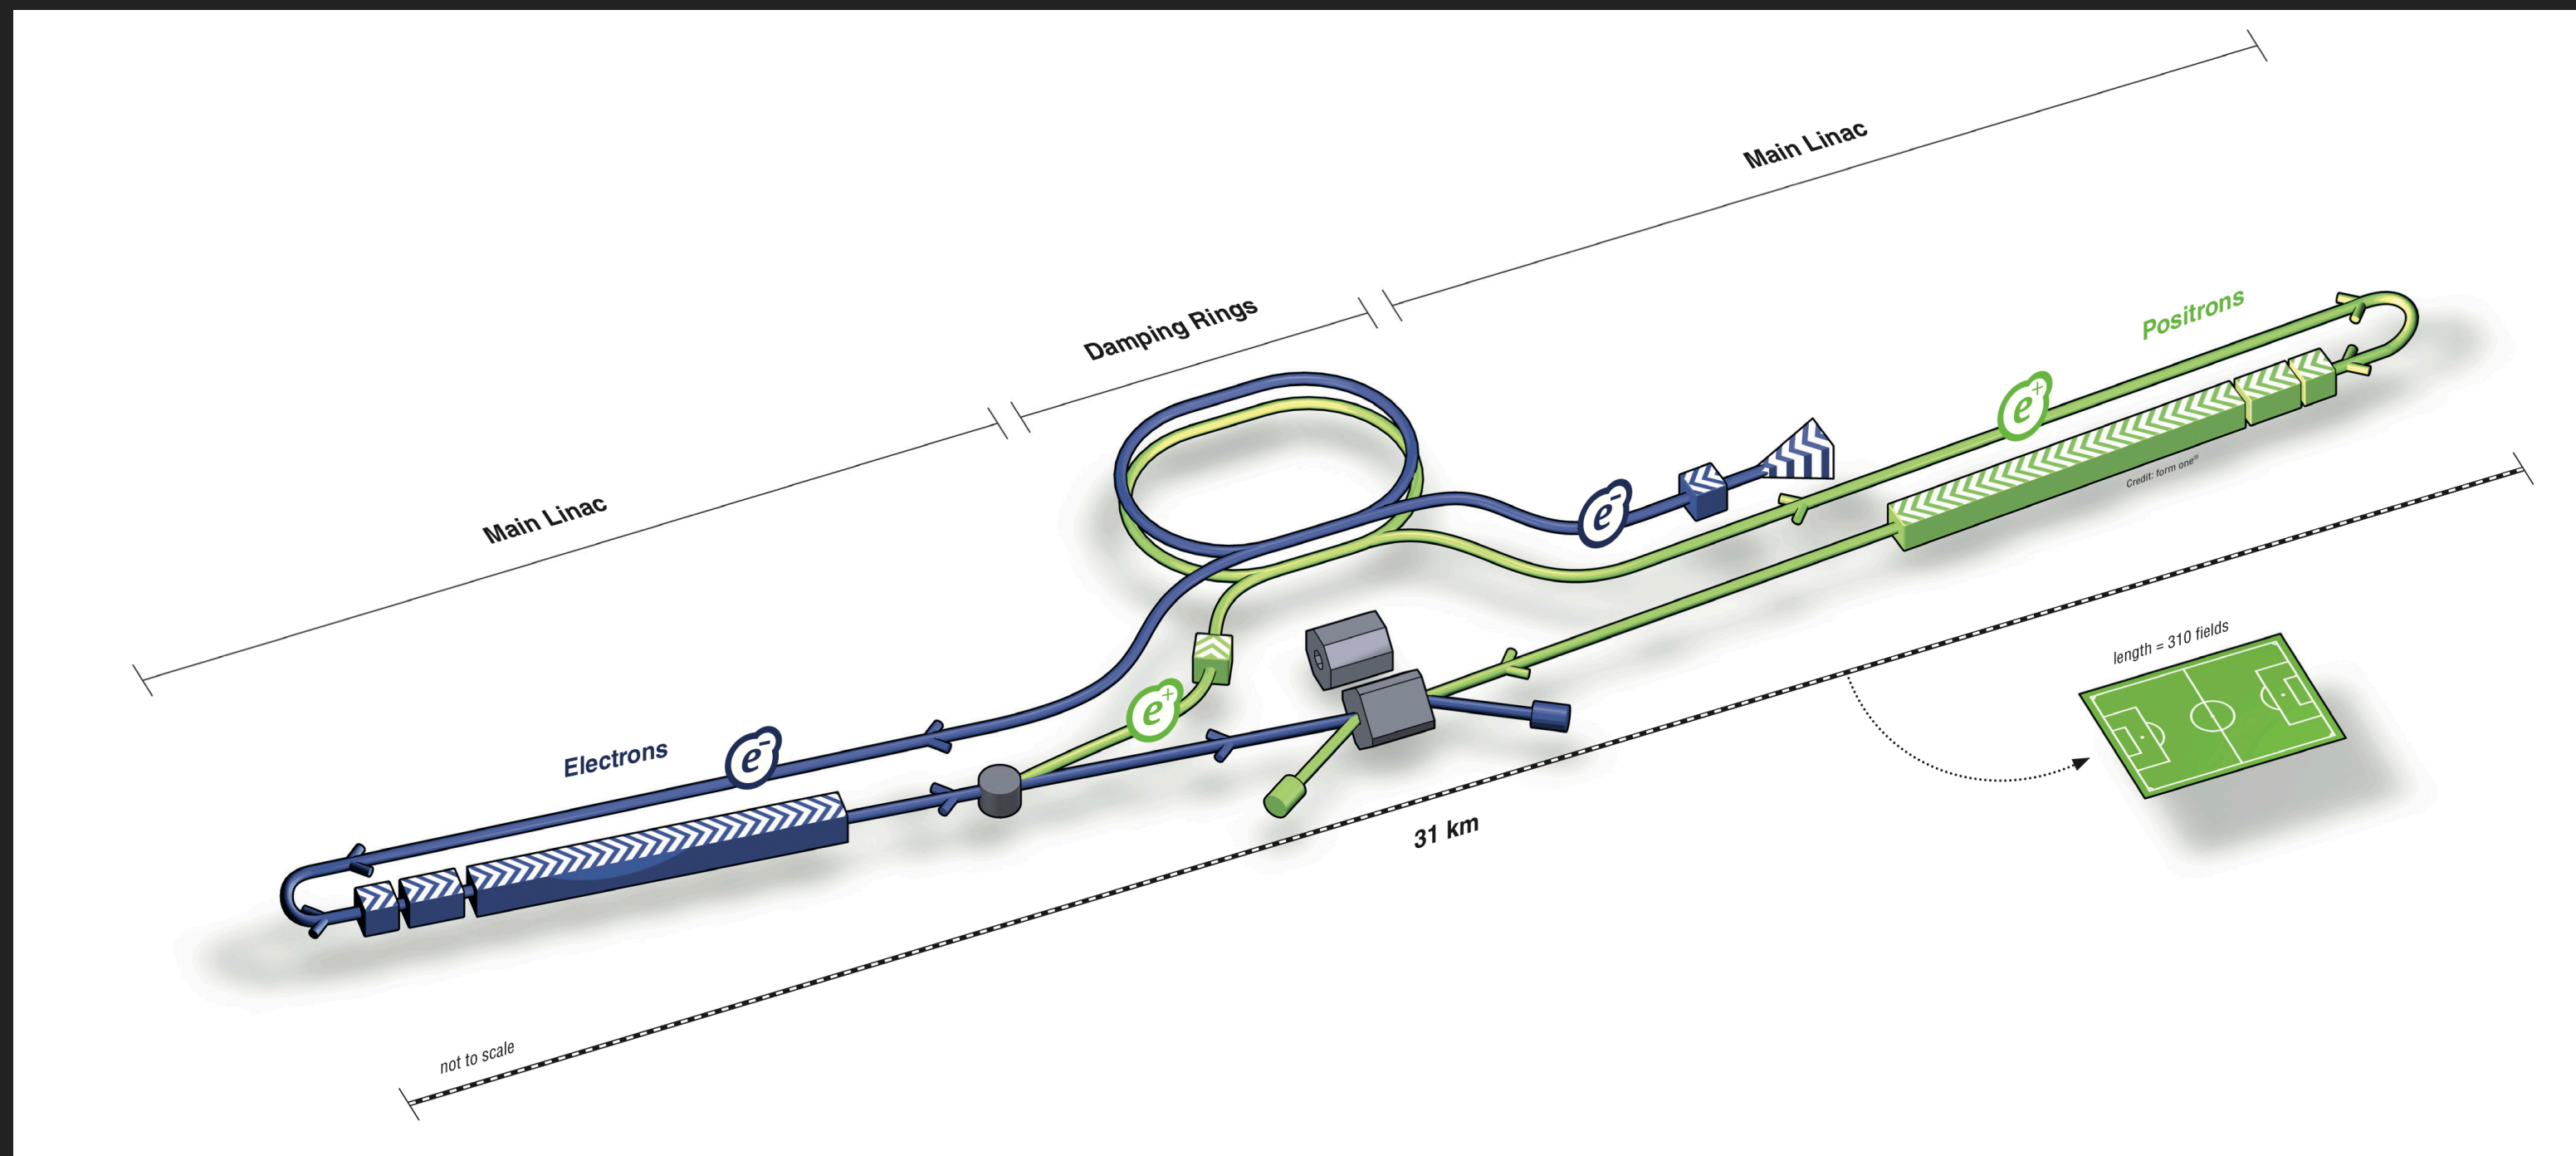 Main Linac
Damping Rings
Main Linac
Positrons
e+
e-
Credit: form one®
length = 310 fields
e+
Electrons
e-
31 km
not to scale